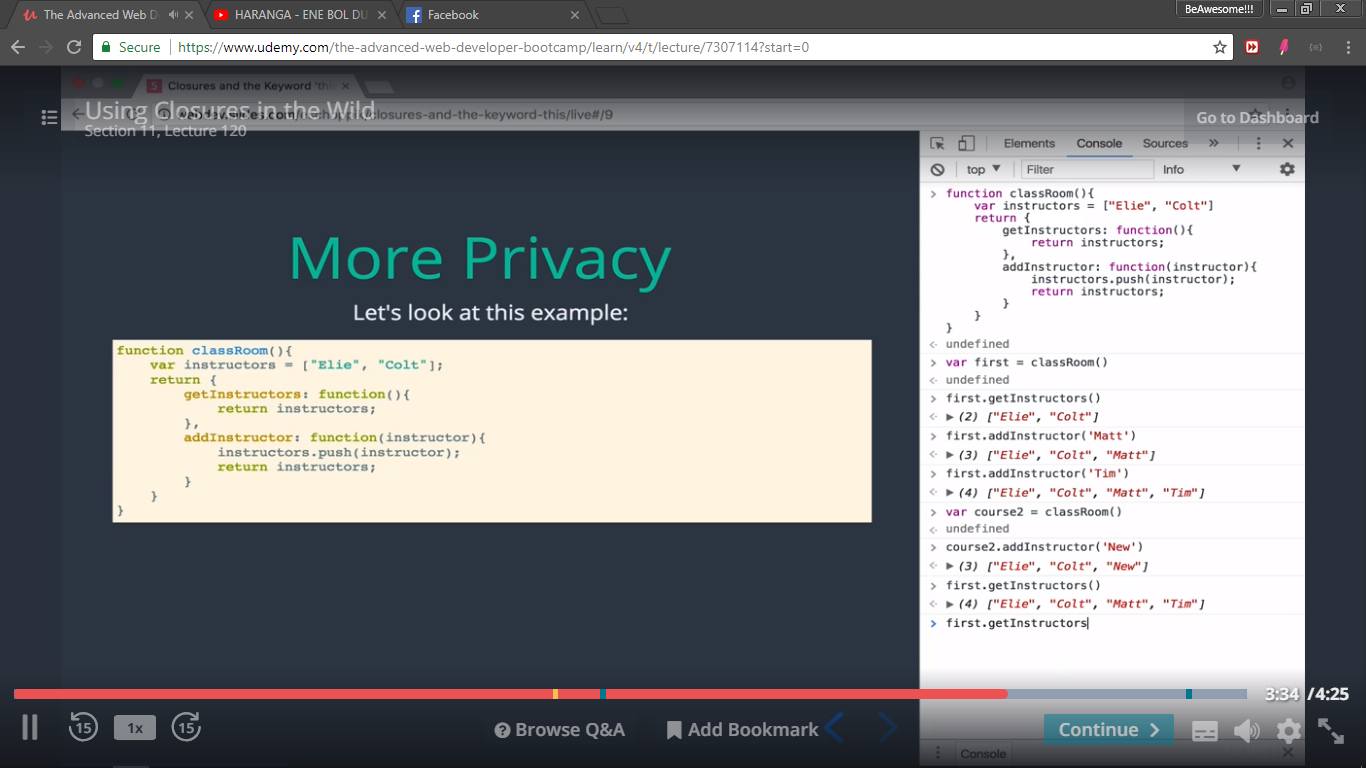 The Advanced Web D
HARANGA - ENE BOL DU
Facebook
BeAwesome!!!
Secure
https://www.udemy.com/the-advanced-web-developer-bootcamp/learn/v4/t/lecture/7307114?start=0
Closures and the Keyword 'this
closures-and-the-keyword-this/live#/9
Using Closures in the Wild
Section 11, Lecture 120
Go to Dashboard
More Privacy
Let's look at this example:
function classRoom(){
    var instructors = ["Elie", "Colt"];
    return {
        getInstructors: function(){
            return instructors;
        },
        addInstructor: function(instructor){
            instructors.push(instructor);
            return instructors;
        }
    }
}
Elements Console Sources »
top ▼ Filter Info ▼
> function classRoom(){
    var instructors = ["Elie", "Colt"]
    return {
        getInstructors: function(){
            return instructors;
        },
        addInstructor: function(instructor){
            instructors.push(instructor);
            return instructors;
        }
    }
}
undefined
> var first = classRoom()
undefined
> first.getInstructors()
▶ (2) ["Elie", "Colt"]
> first.addInstructor('Matt')
▶ (3) ["Elie", "Colt", "Matt"]
> first.addInstructor('Tim')
▶ (4) ["Elie", "Colt", "Matt", "Tim"]
> var course2 = classRoom()
undefined
> course2.addInstructor('New')
▶ (3) ["Elie", "Colt", "New"]
> first.getInstructors()
▶ (4) ["Elie", "Colt", "Matt", "Tim"]
> first.getInstructors
3:34 / 4:25
15 1x 15
Browse Q&A
Add Bookmark
Continue
Console